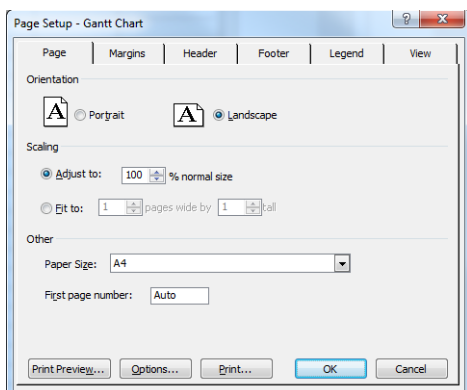 Page Setup - Gantt Chart
Page Margins Header Footer Legend View
Orientation
A Portrait A Landscape
Scaling
Adjust to: 100 % normal size
Fit to: 1 pages wide by 1 tall
Other
Paper Size: A4
First page number: Auto
Print Preview... Options... Print... OK Cancel